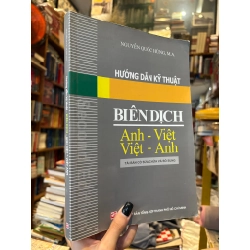 NGUYỄN QUỐC HÙNG, M.A.
HƯỚNG DẪN KỸ THUẬT
BIÊN DỊCH
Anh - Việt
Việt - Anh